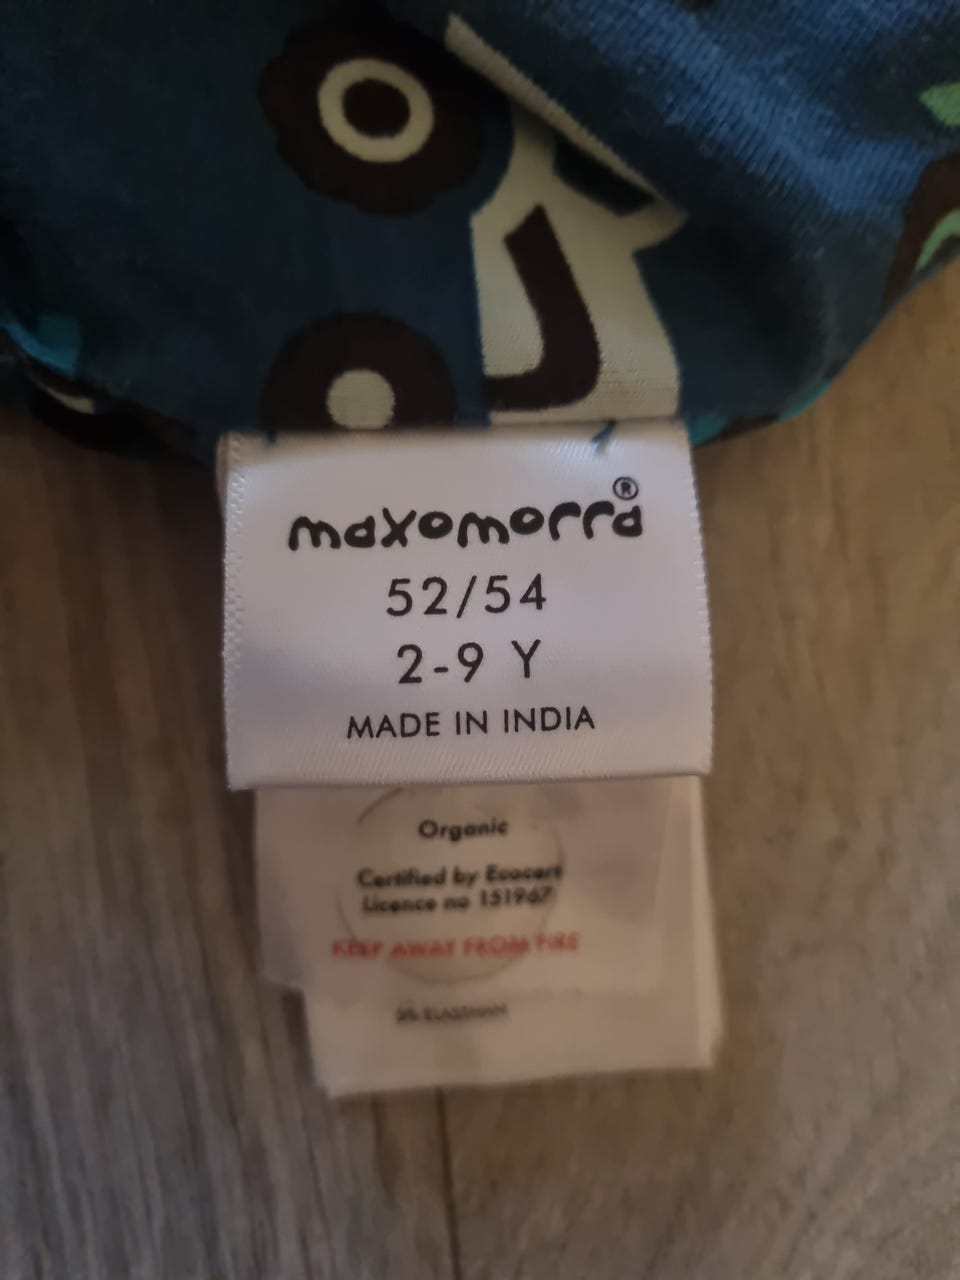 maxomorra®
52/54
2-9 Y
MADE IN INDIA
Organic
Certified by Ecocert
Licence no 151967
KEEP AWAY FROM FIRE
ELASTHAN